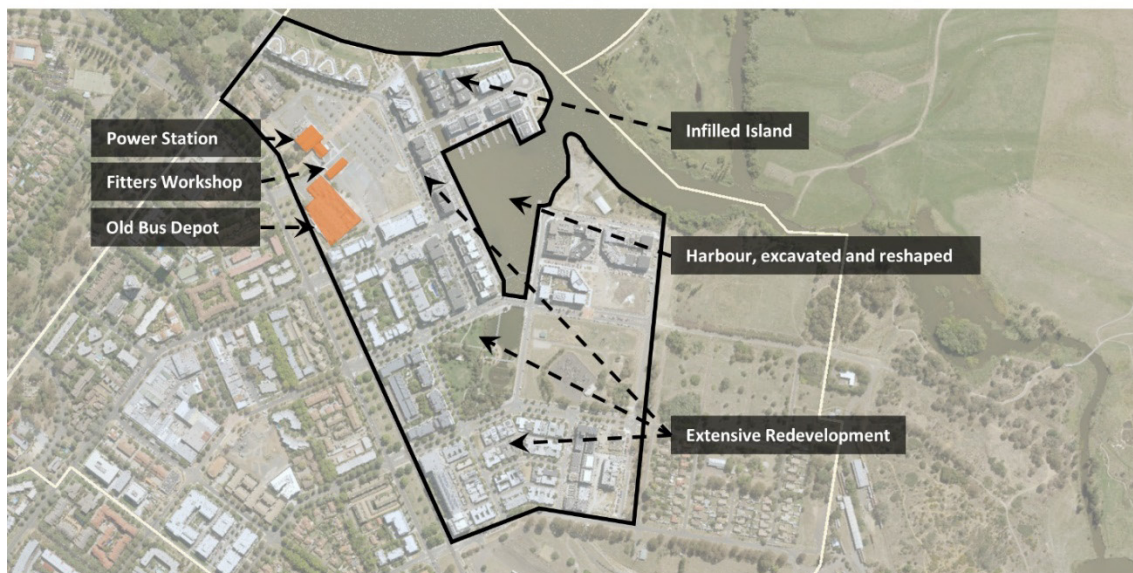 Power Station
Fitters Workshop
Old Bus Depot
Infilled Island
Harbour, excavated and reshaped
Extensive Redevelopment